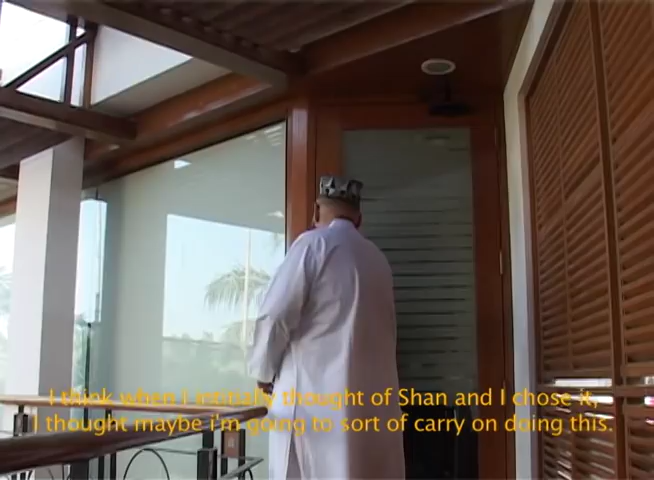 I think when I initially thought of Shan and I chose it,
I thought maybe i'm going to sort of carry on doing this.